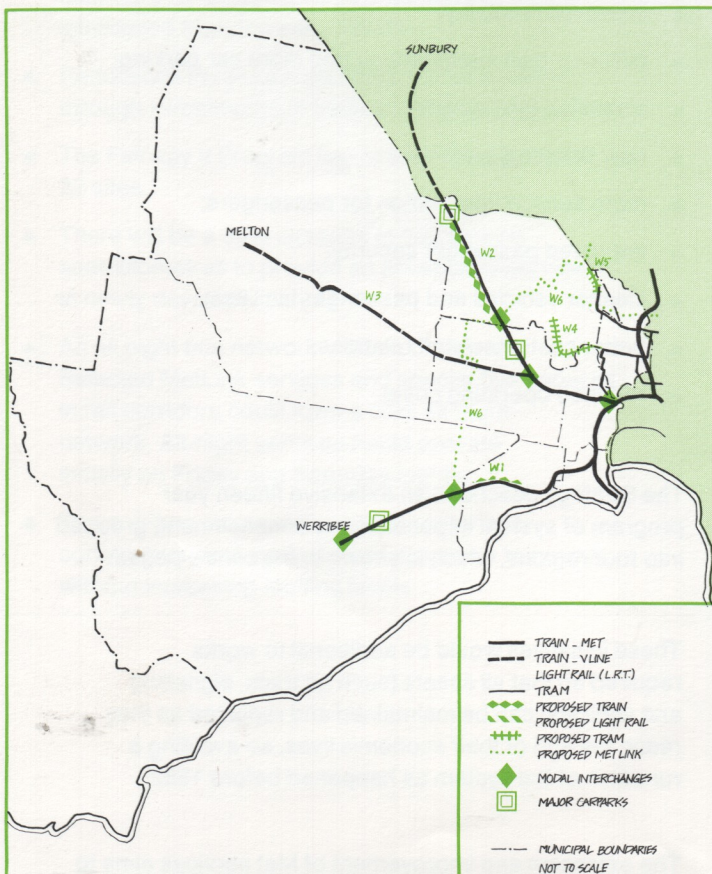 SUNBURY
MELTON
W2
W5
W3
W6
W4
W6
W1
WERRIBEE
TRAIN _ MET
TRAIN _ VLINE
LIGHT RAIL (L.R.T.)
TRAM
PROPOSED TRAIN
PROPOSED LIGHT RAIL
PROPOSED TRAM
PROPOSED MET LINK
MODAL INTERCHANGES
MAJOR CARPARKS
MUNICIPAL BOUNDARIES
NOT TO SCALE